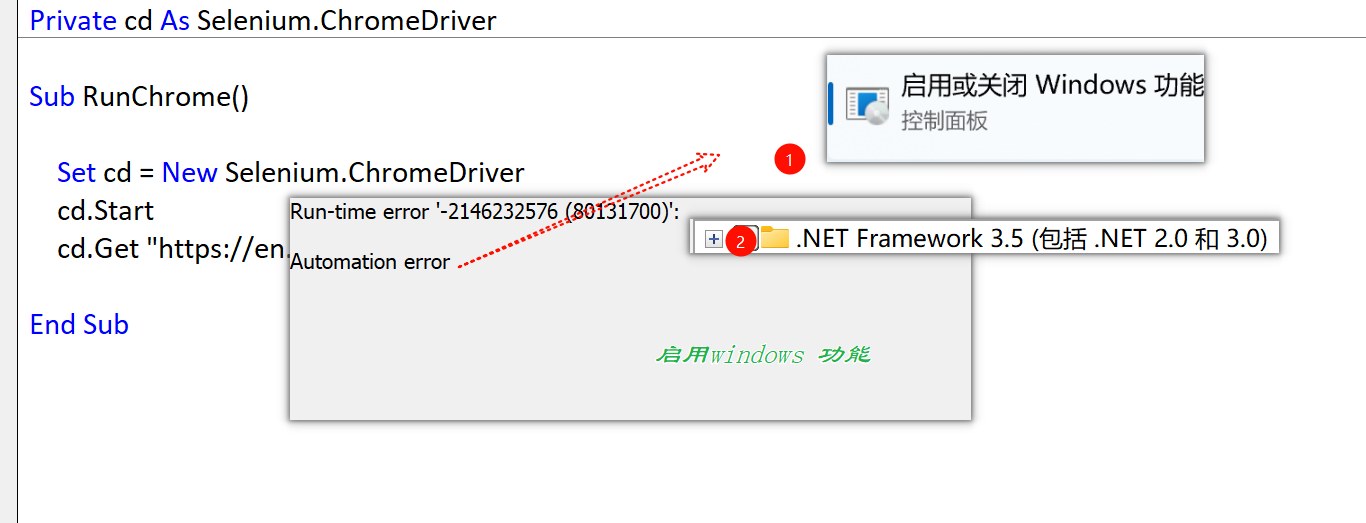 Private cd As Selenium.ChromeDriver
Sub RunChrome()
Set cd = New Selenium.ChromeDriver
cd.Start
cd.Get "https://en.
End Sub
启用或关闭 Windows 功能
控制面板
1
Run-time error '-2146232576 (80131700)':
Automation error
2
.NET Framework 3.5 (包括 .NET 2.0 和 3.0)
启用windows 功能